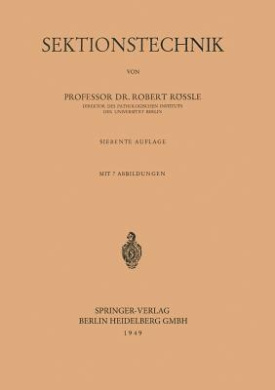 SEKTIONSTECHNIK
VON
PROFESSOR DR. ROBERT RÖSSLE
DIREKTOR DES PATHOLOGISCHEN INSTITUTS
DER UNIVERSITÄT BERLIN
SIEBENTE AUFLAGE
MIT 7 ABBILDUNGEN
SPRINGER-VERLAG
BERLIN HEIDELBERG GMBH
1949